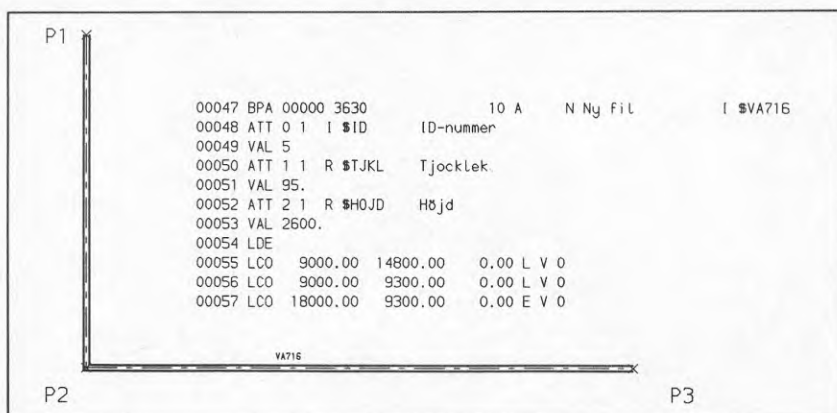 P1
00047 BPA 00000 3630 10 A N Ny fil I $VA716
00048 ATT 0 1 I $ID ID-nummer
00049 VAL 5
00050 ATT 1 1 R $TJKL Tjocklek
00051 VAL 95.
00052 ATT 2 1 R $HOJD Höjd
00053 VAL 2600.
00054 LDE
00055 LCO 9000.00 14800.00 0.00 L V 0
00056 LCO 9000.00 9300.00 0.00 L V 0
00057 LCO 18000.00 9300.00 0.00 E V 0
VA716
P2 P3